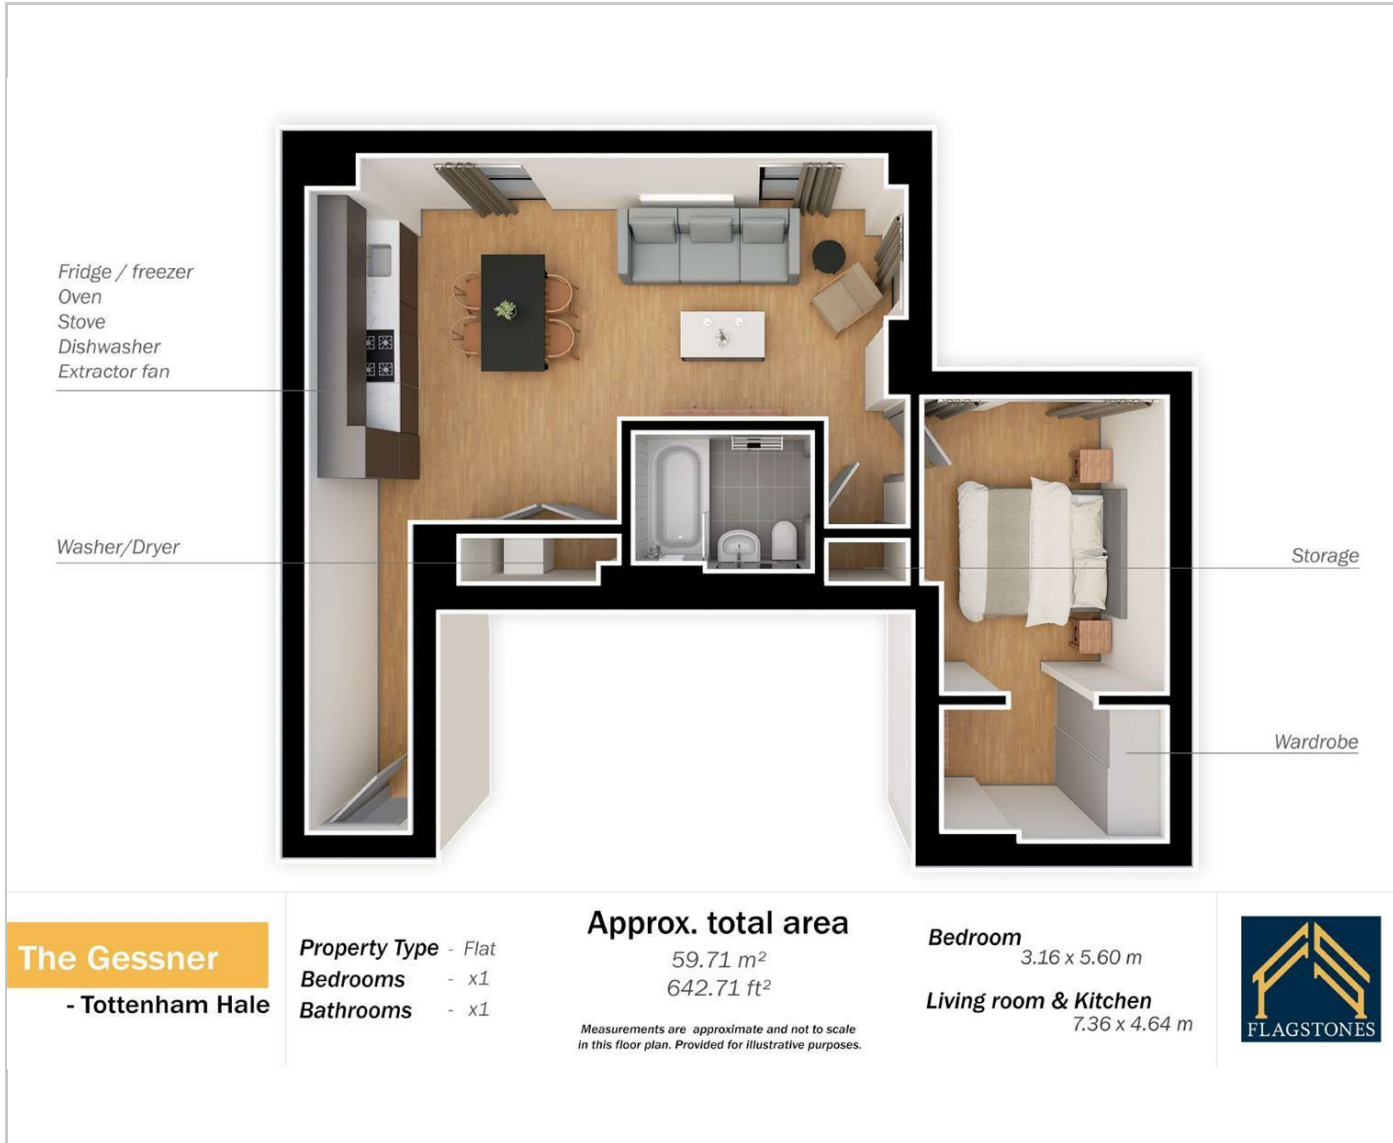 Fridge / freezer
Oven
Stove
Dishwasher
Extractor fan
Washer/Dryer
Storage
Wardrobe
The Gessner
- Tottenham Hale
Property Type - Flat
Bedrooms - x1
Bathrooms - x1
Approx. total area
59.71 m²
642.71 ft²
Measurements are approximate and not to scale
in this floor plan. Provided for illustrative purposes.
Bedroom
3.16 x 5.60 m
Living room & Kitchen
7.36 x 4.64 m
FLAGSTONES